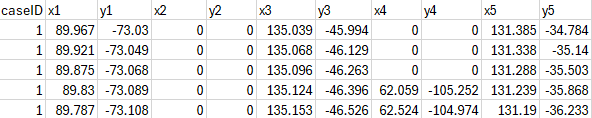 caseID x1 y1 x2 y2 x3 y3 x4 y4 x5 y5
1 89.967 -73.03 0 0 135.039 -45.994 0 0 131.385 -34.784
1 89.921 -73.049 0 0 135.068 -46.129 0 0 131.338 -35.14
1 89.875 -73.068 0 0 135.096 -46.263 0 0 131.288 -35.503
1 89.83 -73.089 0 0 135.124 -46.396 62.059 -105.252 131.239 -35.868
1 89.787 -73.108 0 0 135.153 -46.526 62.524 -104.974 131.19 -36.233